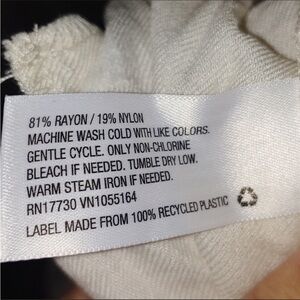 81% RAYON / 19% NYLON
MACHINE WASH COLD WITH LIKE COLORS.
GENTLE CYCLE. ONLY NON-CHLORINE
BLEACH IF NEEDED. TUMBLE DRY LOW.
WARM STEAM IRON IF NEEDED.
RN17730 VN1055164
LABEL MADE FROM 100% RECYCLED PLASTIC